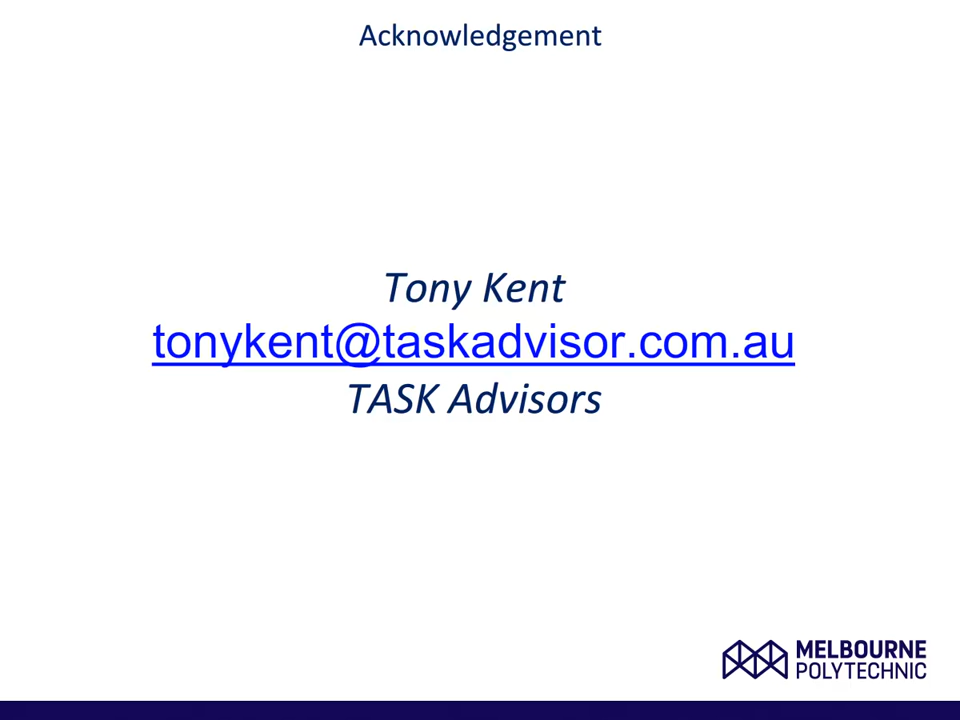 Acknowledgement
Tony Kent
tonykent@taskadvisor.com.au
TASK Advisors
MELBOURNE
POLYTECHNIC